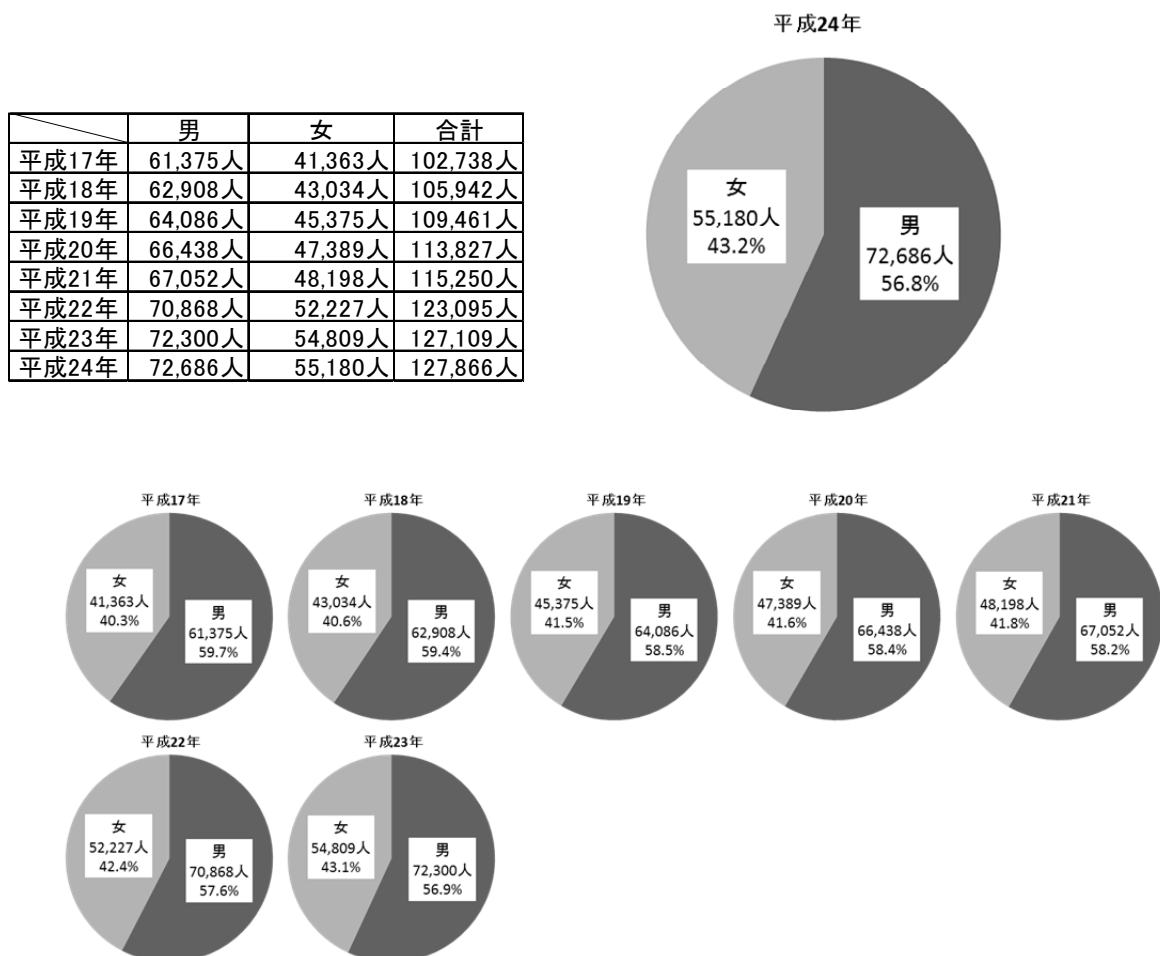 平成24年
男 女 合計
平成17年 61,375人 41,363人 102,738人
平成18年 62,908人 43,034人 105,942人
平成19年 64,086人 45,375人 109,461人
平成20年 66,438人 47,389人 113,827人
平成21年 67,052人 48,198人 115,250人
平成22年 70,868人 52,227人 123,095人
平成23年 72,300人 54,809人 127,109人
平成24年 72,686人 55,180人 127,866人
女
55,180人
43.2%
男
72,686人
56.8%
平成17年
女
41,363人
40.3%
男
61,375人
59.7%
平成18年
女
43,034人
40.6%
男
62,908人
59.4%
平成19年
女
45,375人
41.5%
男
64,086人
58.5%
平成20年
女
47,389人
41.6%
男
66,438人
58.4%
平成21年
女
48,198人
41.8%
男
67,052人
58.2%
平成22年
女
52,227人
42.4%
男
70,868人
57.6%
平成23年
女
54,809人
43.1%
男
72,300人
56.9%